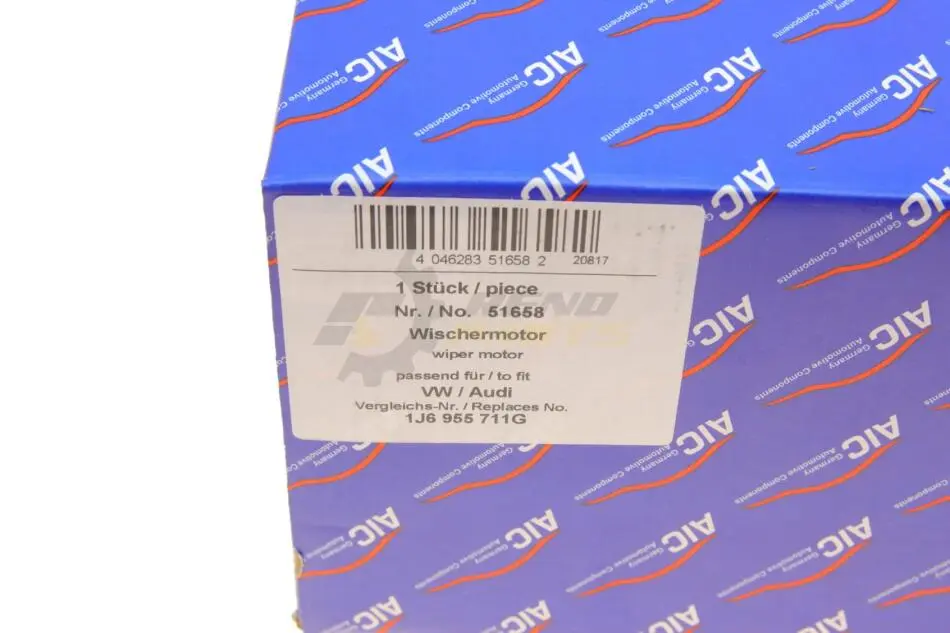 AIC
Germany
Automotive Components
4 046283 51658 2 20817
1 Stück / piece
Nr. / No. 51658
Wischermotor
wiper motor
passend für / to fit
VW / Audi
Vergleichs-Nr. / Replaces No.
1J6 955 711G